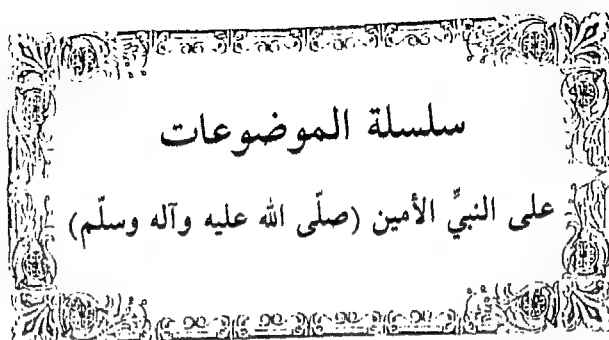 سلسلة الموضوعات
على النبيِّ الأمين (صلّى الله عليه وآله وسلّم)